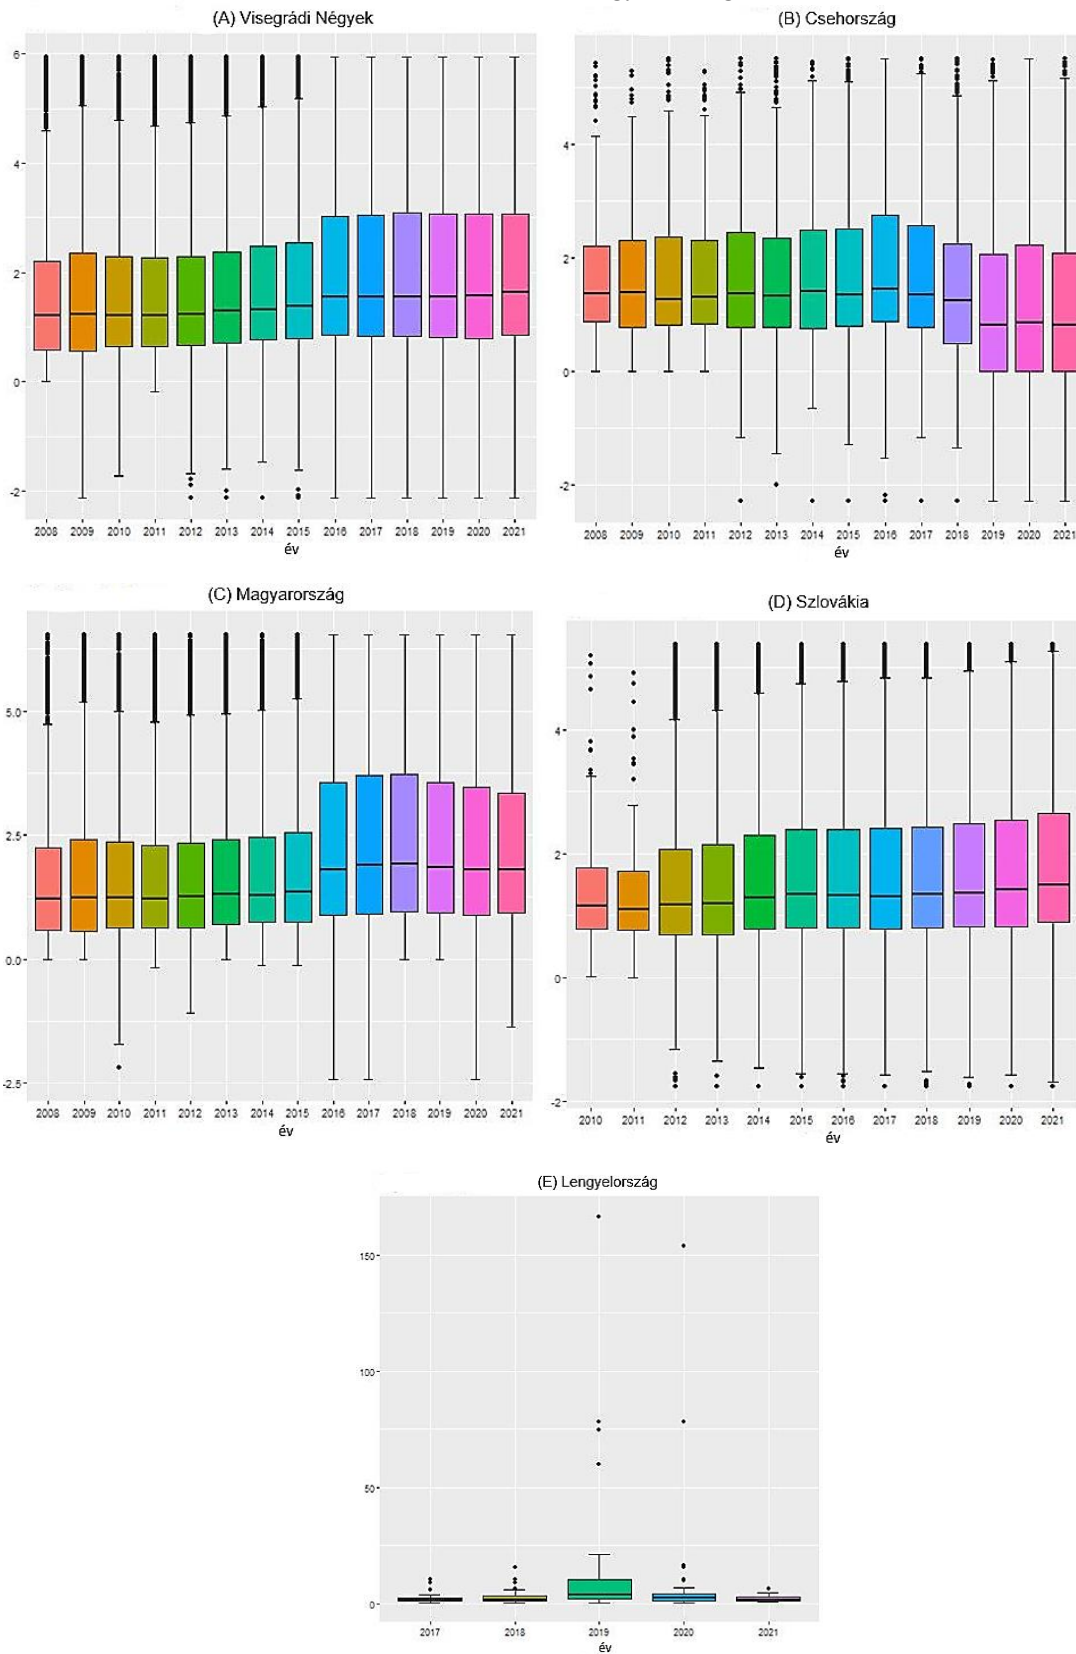 (A) Visegrádi Négyek
6
4
2
0
-2
2008 2009 2010 2011 2012 2013 2014 2015 2016 2017 2018 2019 2020 2021
év
(B) Csehország
4
2
0
-2
2008 2009 2010 2011 2012 2013 2014 2015 2016 2017 2018 2019 2020 2021
év
(C) Magyarország
5.0
2.5
0.0
-2.5
2008 2009 2010 2011 2012 2013 2014 2015 2016 2017 2018 2019 2020 2021
év
(D) Szlovákia
4
2
0
-2
2010 2011 2012 2013 2014 2015 2016 2017 2018 2019 2020 2021
év
(E) Lengyelország
150
100
50
0
2017 2018 2019 2020 2021
év